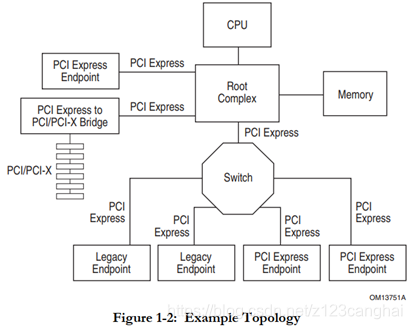 CPU
PCI Express
Endpoint
PCI Express
Root
Complex
Memory
PCI Express to
PCI/PCI-X Bridge
PCI Express
PCI Express
PCI/PCI-X
Switch
PCI
Express
PCI
Express
PCI
Express
PCI
Express
Legacy
Endpoint
Legacy
Endpoint
PCI Express
Endpoint
PCI Express
Endpoint
OM13751A
https://blog.csdn.net/z123canghai
Figure 1-2: Example Topology